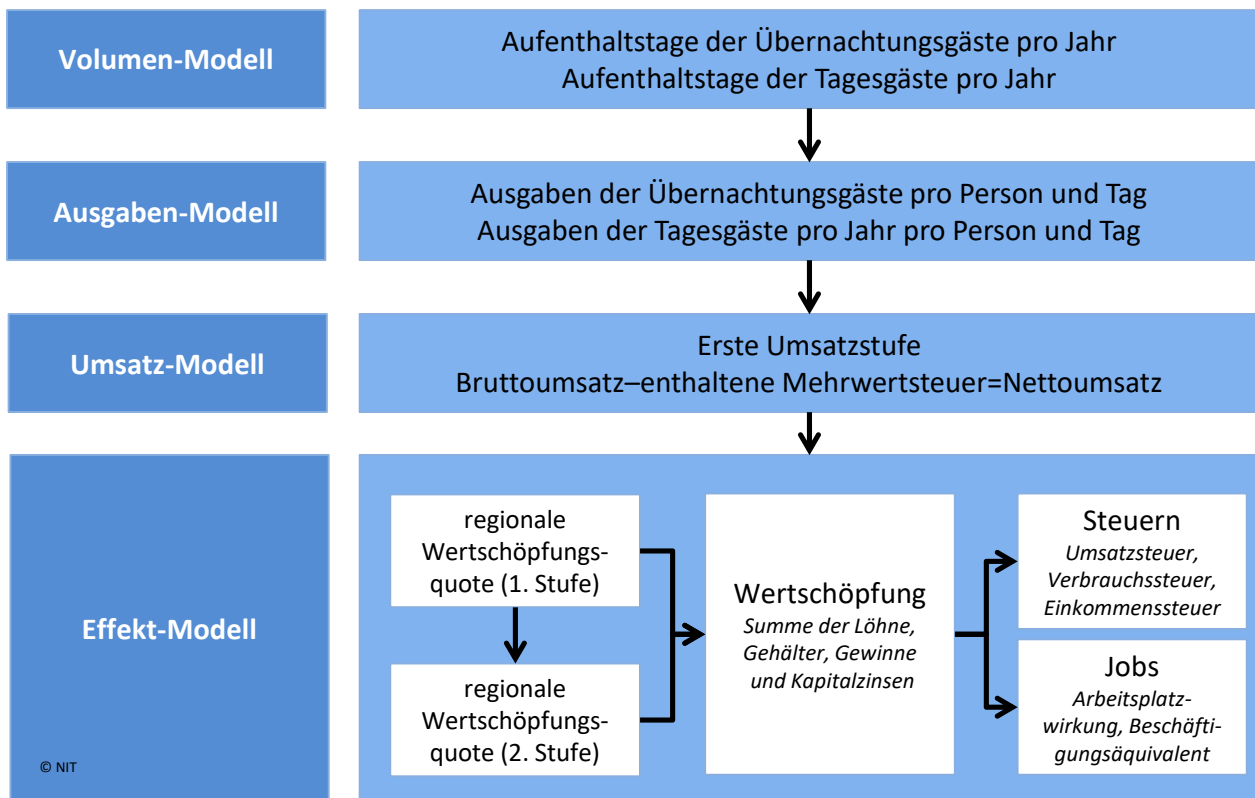 Volumen-Modell
Aufenthaltstage der Übernachtungsgäste pro Jahr
Aufenthaltstage der Tagesgäste pro Jahr
Ausgaben-Modell
Ausgaben der Übernachtungsgäste pro Person und Tag
Ausgaben der Tagesgäste pro Jahr pro Person und Tag
Umsatz-Modell
Erste Umsatzstufe
Bruttoumsatz–enthaltene Mehrwertsteuer=Nettoumsatz
Effekt-Modell
© NIT
regionale
Wertschöpfungs-
quote (1. Stufe)
regionale
Wertschöpfungs-
quote (2. Stufe)
Wertschöpfung
Summe der Löhne,
Gehälter, Gewinne
und Kapitalzinsen
Steuern
Umsatzsteuer,
Verbrauchssteuer,
Einkommenssteuer
Jobs
Arbeitsplatz-
wirkung, Beschäfti-
gungsäquivalent